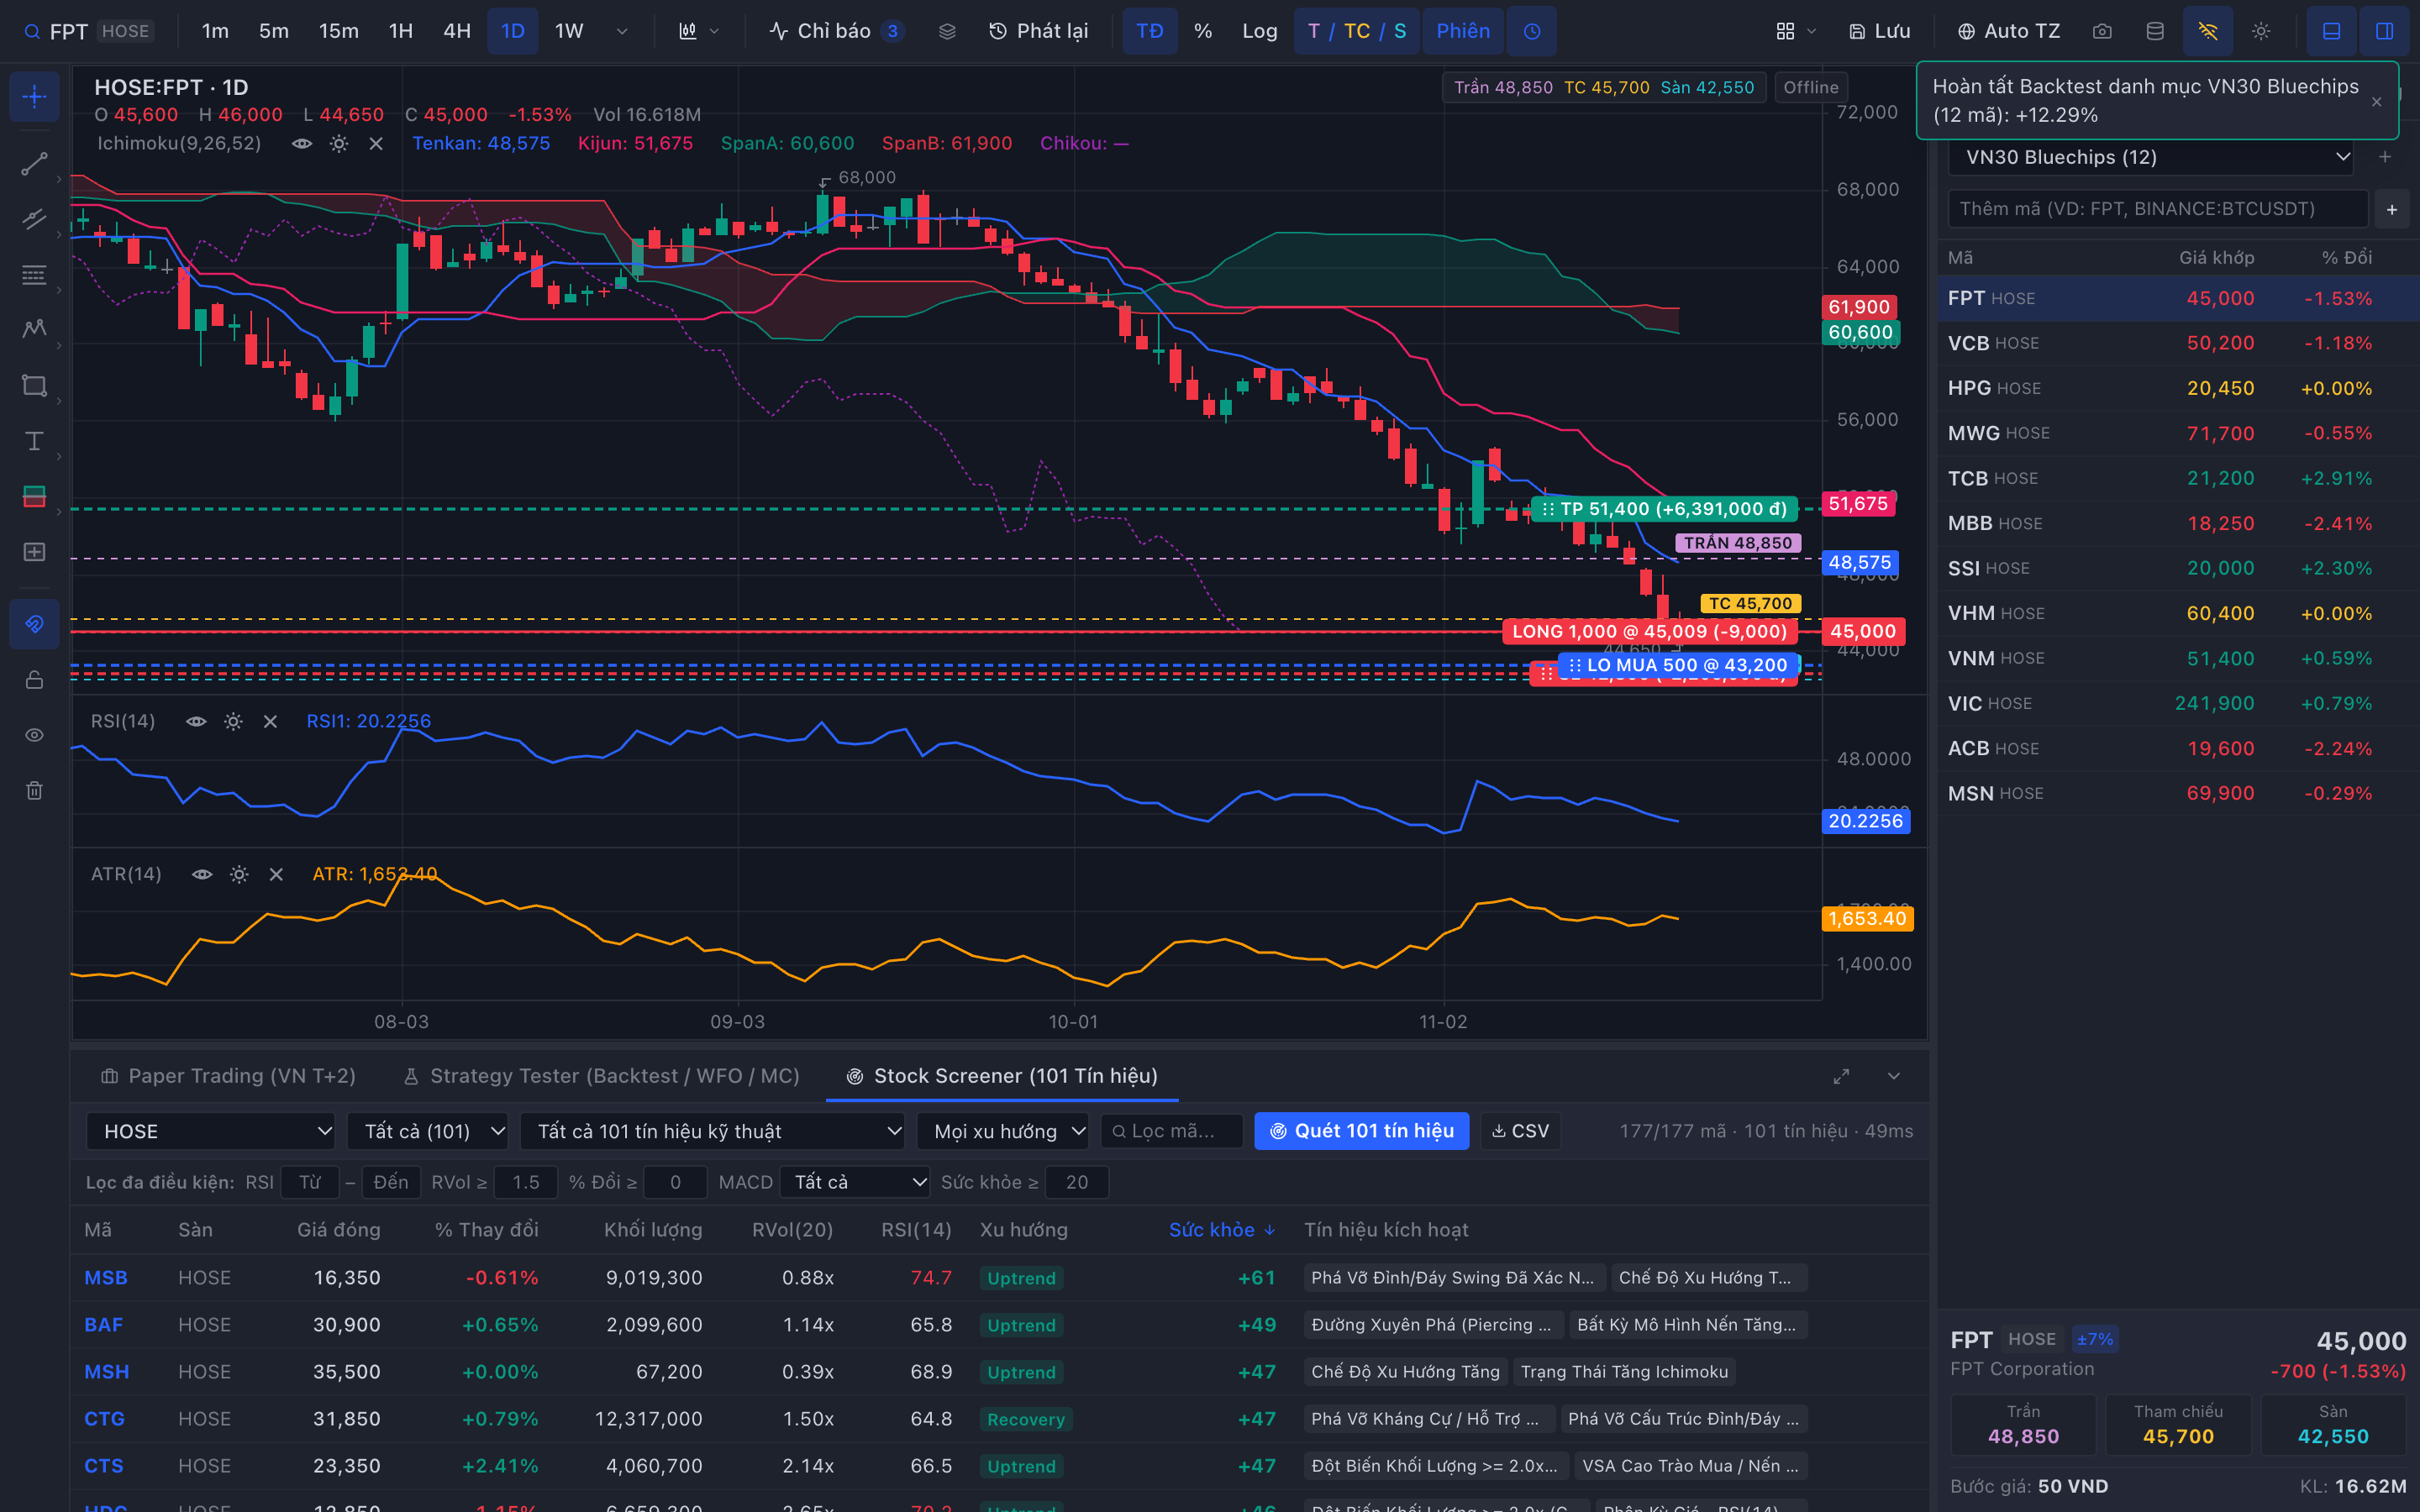 FPT HOSE 1m 5m 15m 1H 4H 1D 1W Chỉ báo 3 Phát lại TĐ % Log T / TC / S Phiên Lưu Auto TZ
HOSE:FPT · 1D
Trần 48,850 TC 45,700 Sàn 42,550 Offline
O 45,600 H 46,000 L 44,650 C 45,000 -1.53% Vol 16.618M
Ichimoku(9,26,52) Tenkan: 48,575 Kijun: 51,675 SpanA: 60,600 SpanB: 61,900 Chikou: —
72,000
68,000
68,000
64,000
61,900
60,600
56,000
TP 51,400 (+6,391,000 đ)
51,675
TRẦN 48,850
48,575
48,000
TC 45,700
LONG 1,000 @ 45,009 (-9,000)
45,000
44,650
44,000
LO MUA 500 @ 43,200
RSI(14) RSI1: 20.2256
48.0000
20.2256
ATR(14) ATR: 1,653.40
1,653.40
1,400.00
08-03 09-03 10-01 11-02
Hoàn tất Backtest danh mục VN30 Bluechips
(12 mã): +12.29%
VN30 Bluechips (12)
Thêm mã (VD: FPT, BINANCE:BTCUSDT)
Mã Giá khớp % Đổi
FPT HOSE 45,000 -1.53%
VCB HOSE 50,200 -1.18%
HPG HOSE 20,450 +0.00%
MWG HOSE 71,700 -0.55%
TCB HOSE 21,200 +2.91%
MBB HOSE 18,250 -2.41%
SSI HOSE 20,000 +2.30%
VHM HOSE 60,400 +0.00%
VNM HOSE 51,400 +0.59%
VIC HOSE 241,900 +0.79%
ACB HOSE 19,600 -2.24%
MSN HOSE 69,900 -0.29%
Paper Trading (VN T+2) Strategy Tester (Backtest / WFO / MC) Stock Screener (101 Tín hiệu)
HOSE Tất cả (101) Tất cả 101 tín hiệu kỹ thuật Mọi xu hướng Lọc mã... Quét 101 tín hiệu CSV 177/177 mã · 101 tín hiệu · 49ms
Lọc đa điều kiện: RSI Từ – Đến RVol ≥ 1.5 % Đổi ≥ 0 MACD Tất cả Sức khỏe ≥ 20
Mã Sàn Giá đóng % Thay đổi Khối lượng RVol(20) RSI(14) Xu hướng Sức khỏe ↓ Tín hiệu kích hoạt
MSB HOSE 16,350 -0.61% 9,019,300 0.88x 74.7 Uptrend +61 Phá Vỡ Đỉnh/Đáy Swing Đã Xác N... Chế Độ Xu Hướng T...
BAF HOSE 30,900 +0.65% 2,099,600 1.14x 65.8 Uptrend +49 Đường Xuyên Phá (Piercing ... Bất Kỳ Mô Hình Nến Tăng...
MSH HOSE 35,500 +0.00% 67,200 0.39x 68.9 Uptrend +47 Chế Độ Xu Hướng Tăng Trạng Thái Tăng Ichimoku
CTG HOSE 31,850 +0.79% 12,317,000 1.50x 64.8 Recovery +47 Phá Vỡ Kháng Cự / Hỗ Trợ ... Phá Vỡ Cấu Trúc Đỉnh/Đáy ...
CTS HOSE 23,350 +2.41% 4,060,700 2.14x 66.5 Uptrend +47 Đột Biến Khối Lượng >= 2.0x... VSA Cao Trào Mua / Nến ...
FPT HOSE ±7% 45,000
FPT Corporation -700 (-1.53%)
Trần Tham chiếu Sàn
48,850 45,700 42,550
Bước giá: 50 VND KL: 16.62M